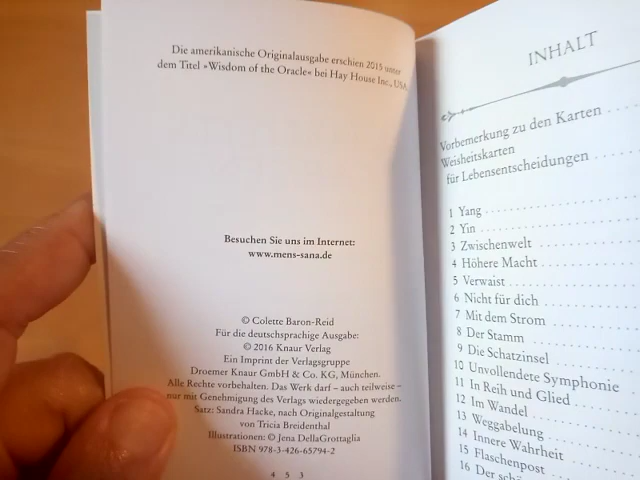 Die amerikanische Originalausgabe erschien 2015 unter
dem Titel »Wisdom of the Oracle« bei Hay House Inc., USA.
Besuchen Sie uns im Internet:
www.mens-sana.de
© Colette Baron-Reid
Für die deutschsprachige Ausgabe:
© 2016 Knaur Verlag
Ein Imprint der Verlagsgruppe
Droemer Knaur GmbH & Co. KG, München.
Alle Rechte vorbehalten. Das Werk darf – auch teilweise –
nur mit Genehmigung des Verlags wiedergegeben werden.
Satz: Sandra Hacke, nach Originalgestaltung
von Tricia Breidenthal
Illustrationen: © Jena DellaGrottaglia
ISBN 978-3-426-65794-2
4 5 3
INHALT
Vorbemerkung zu den Karten
Weisheitskarten
für Lebensentscheidungen
1 Yang
2 Yin
3 Zwischenwelt
4 Höhere Macht
5 Verwaist
6 Nicht für dich
7 Mit dem Strom
8 Der Stamm
9 Die Schatzinsel
10 Unvollendete Symphonie
11 In Reih und Glied
12 Im Wandel
13 Weggabelung
14 Innere Wahrheit
15 Flaschenpost
16 Der